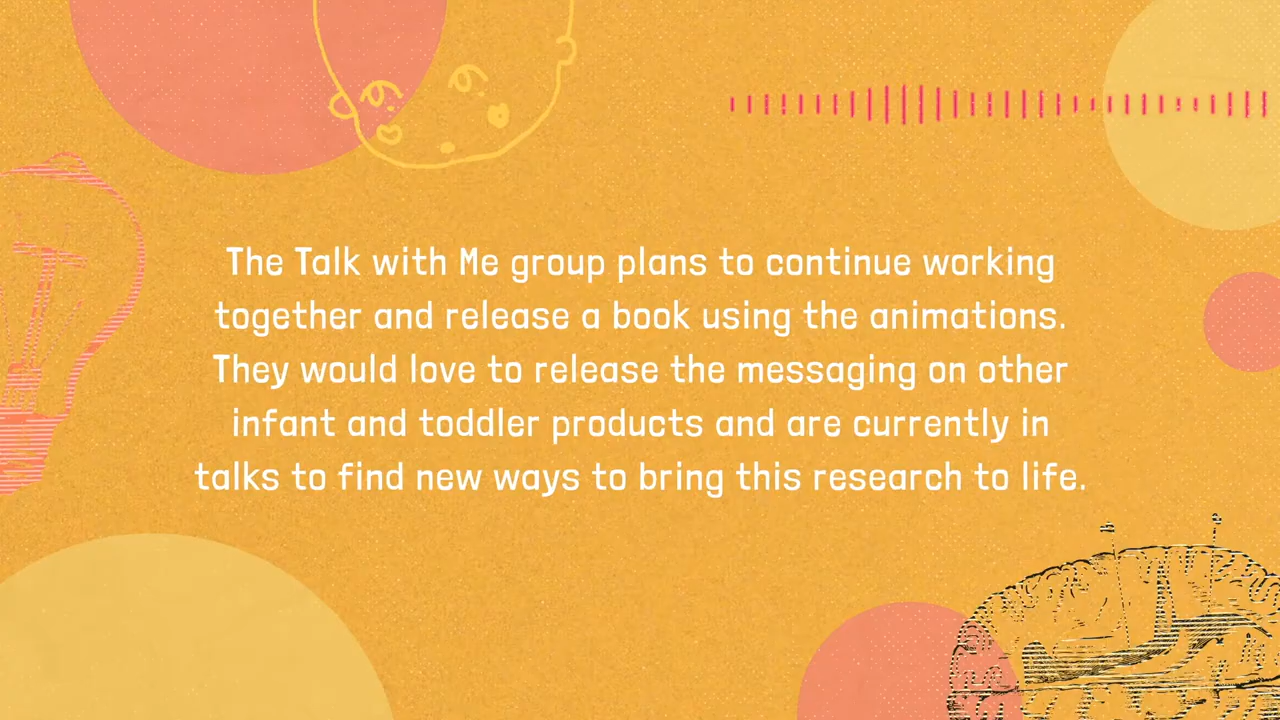 The Talk with Me group plans to continue working
together and release a book using the animations.
They would love to release the messaging on other
infant and toddler products and are currently in
talks to find new ways to bring this research to life.